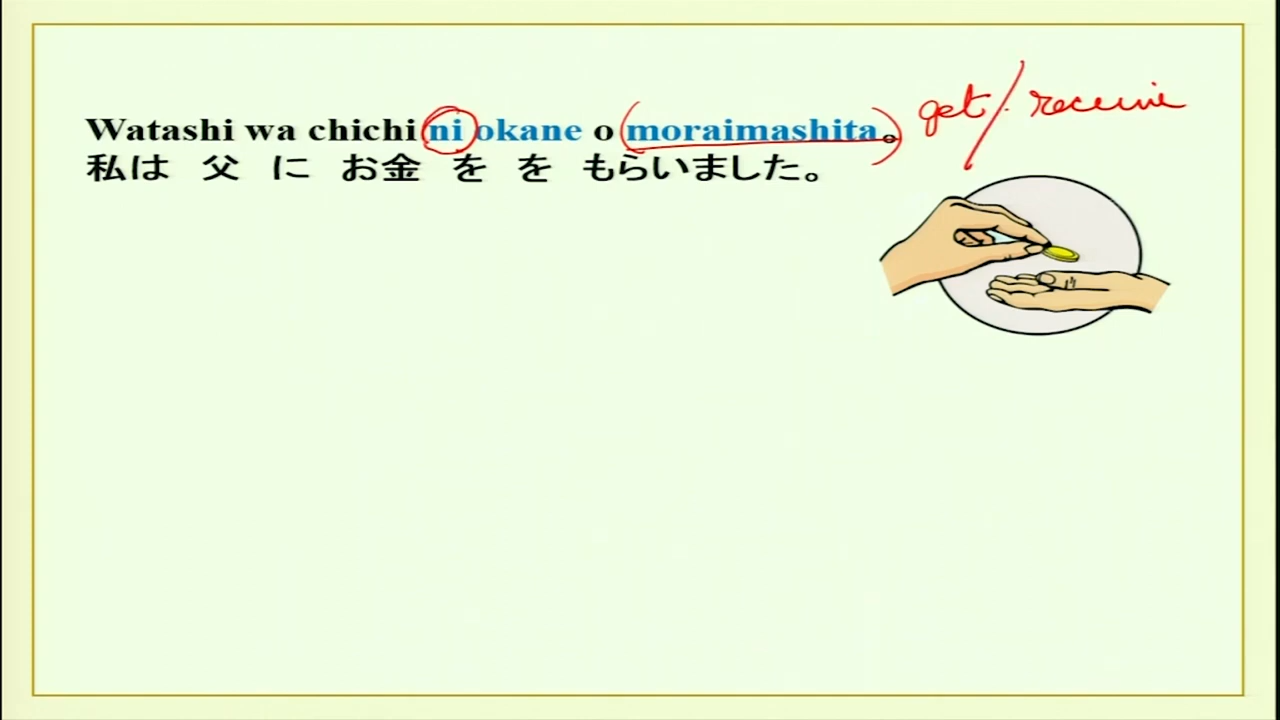 Watashi wa chichi ni okane o moraimashita。
私は 父 に お金 を を もらいました。
get/receive